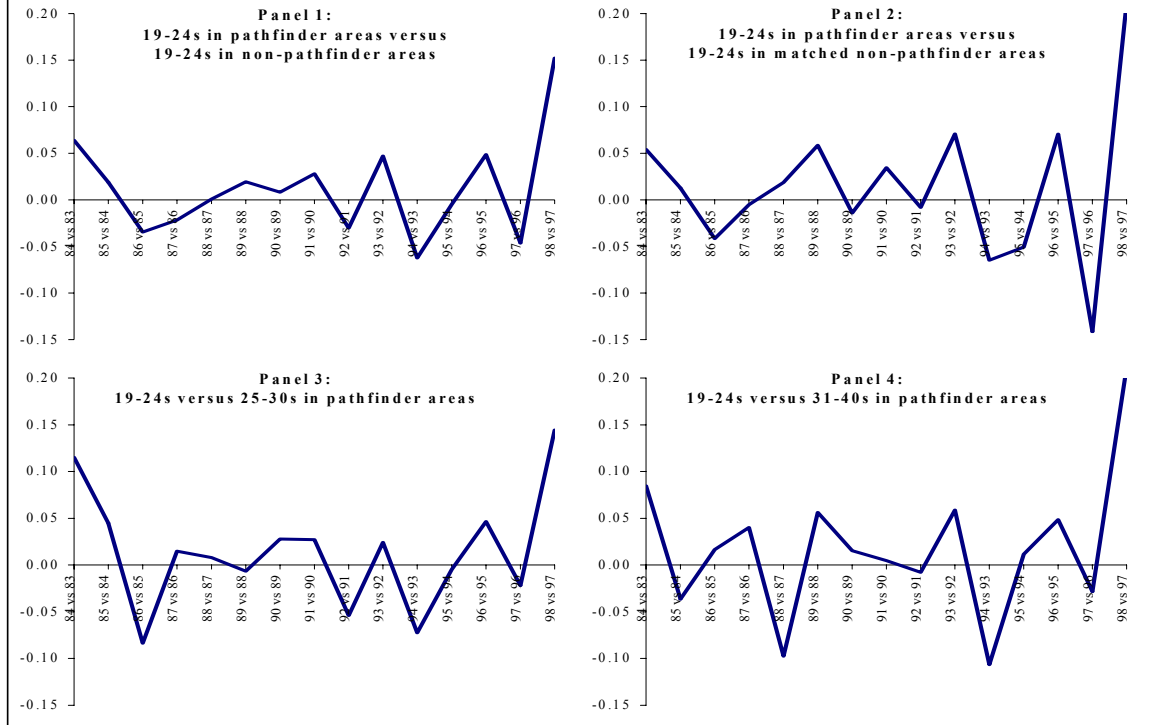 Panel 1:
19-24s in pathfinder areas versus
19-24s in non-pathfinder areas
0.20
0.15
0.10
0.05
0.00
-0.05
-0.10
-0.15
84 vs 83
85 vs 84
86 vs 85
87 vs 86
88 vs 87
89 vs 88
90 vs 89
91 vs 90
92 vs 91
93 vs 92
94 vs 93
95 vs 94
96 vs 95
97 vs 96
98 vs 97
Panel 2:
19-24s in pathfinder areas versus
19-24s in matched non-pathfinder areas
0.20
0.15
0.10
0.05
0.00
-0.05
-0.10
-0.15
84 vs 83
85 vs 84
86 vs 85
87 vs 86
88 vs 87
89 vs 88
90 vs 89
91 vs 90
92 vs 91
93 vs 92
94 vs 93
95 vs 94
96 vs 95
97 vs 96
98 vs 97
Panel 3:
19-24s versus 25-30s in pathfinder areas
0.20
0.15
0.10
0.05
0.00
-0.05
-0.10
-0.15
84 vs 83
85 vs 84
86 vs 85
87 vs 86
88 vs 87
89 vs 88
90 vs 89
91 vs 90
92 vs 91
93 vs 92
94 vs 93
95 vs 94
96 vs 95
97 vs 96
98 vs 97
Panel 4:
19-24s versus 31-40s in pathfinder areas
0.20
0.15
0.10
0.05
0.00
-0.05
-0.10
-0.15
84 vs 83
85 vs 84
86 vs 85
87 vs 86
88 vs 87
89 vs 88
90 vs 89
91 vs 90
92 vs 91
93 vs 92
94 vs 93
95 vs 94
96 vs 95
97 vs 96
98 vs 97